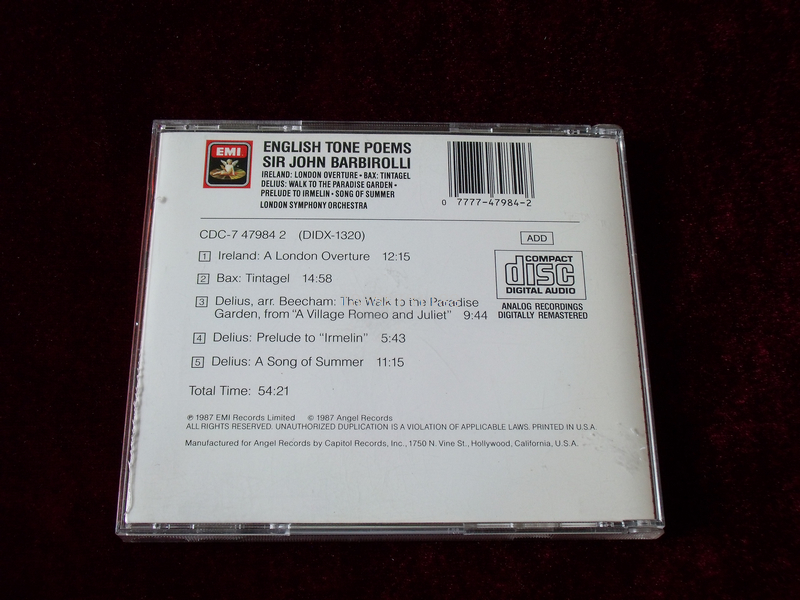 EMI
ENGLISH TONE POEMS
SIR JOHN BARBIROLLI
IRELAND: LONDON OVERTURE • BAX: TINTAGEL
DELIUS: WALK TO THE PARADISE GARDEN •
PRELUDE TO IRMELIN • SONG OF SUMMER
LONDON SYMPHONY ORCHESTRA
0 7777-47984-2
CDC-7 47984 2 (DIDX-1320)
ADD
1 Ireland: A London Overture 12:15
2 Bax: Tintagel 14:58
3 Delius, arr. Beecham: The Walk to the Paradise
Garden, from "A Village Romeo and Juliet" 9:44
4 Delius: Prelude to "Irmelin" 5:43
5 Delius: A Song of Summer 11:15
COMPACT
disc
DIGITAL AUDIO
ANALOG RECORDINGS
DIGITALLY REMASTERED
Total Time: 54:21
℗ 1987 EMI Records Limited © 1987 Angel Records
ALL RIGHTS RESERVED. UNAUTHORIZED DUPLICATION IS A VIOLATION OF APPLICABLE LAWS. PRINTED IN U.S.A.
Manufactured for Angel Records by Capitol Records, Inc., 1750 N. Vine St., Hollywood, California, U.S.A.